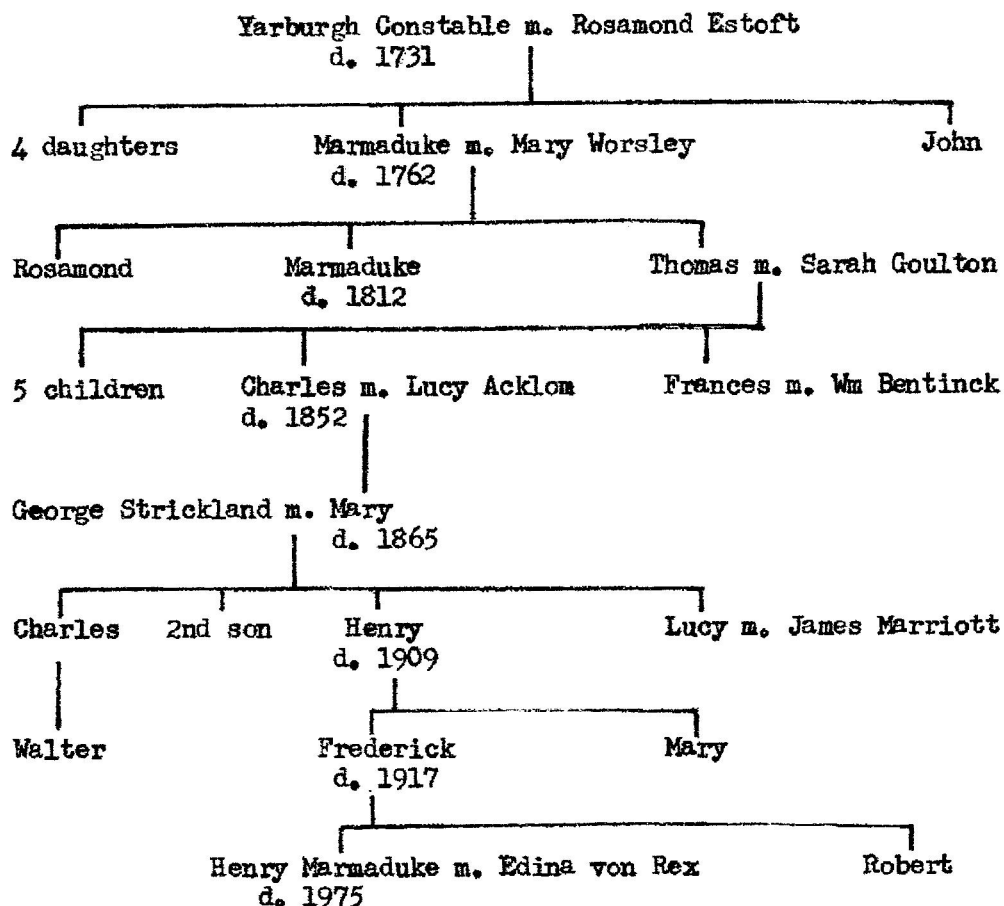 Yarburgh Constable m. Rosamond Estoft
d. 1731
4 daughters Marmaduke m. Mary Worsley John
d. 1762
Rosamond Marmaduke Thomas m. Sarah Goulton
d. 1812
5 children Charles m. Lucy Acklom Frances m. Wm Bentinck
d. 1852
George Strickland m. Mary
d. 1865
Charles 2nd son Henry Lucy m. James Marriott
d. 1909
Walter Frederick Mary
d. 1917
Henry Marmaduke m. Edina von Rex Robert
d. 1975